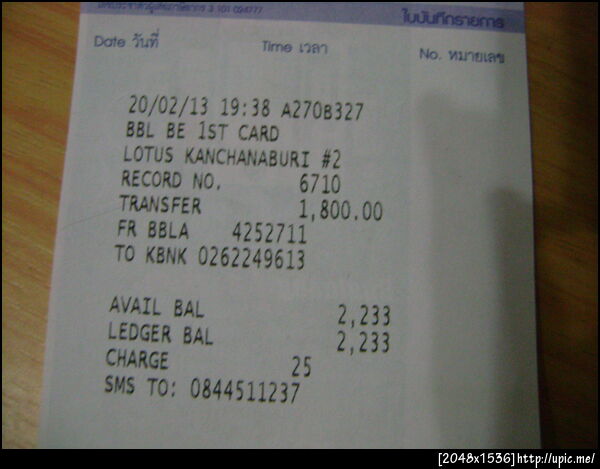 3 101 024777
ใบบันทึกรายการ
Date วันที่ Time เวลา No. หมายเลข
20/02/13 19:38 A270B327
BBL BE 1ST CARD
LOTUS KANCHANABURI #2
RECORD NO. 6710
TRANSFER 1,800.00
FR BBLA 4252711
TO KBNK 0262249613
AVAIL BAL 2,233
LEDGER BAL 2,233
CHARGE 25
SMS TO: 0844511237
[2048x1536]http://upic.me/